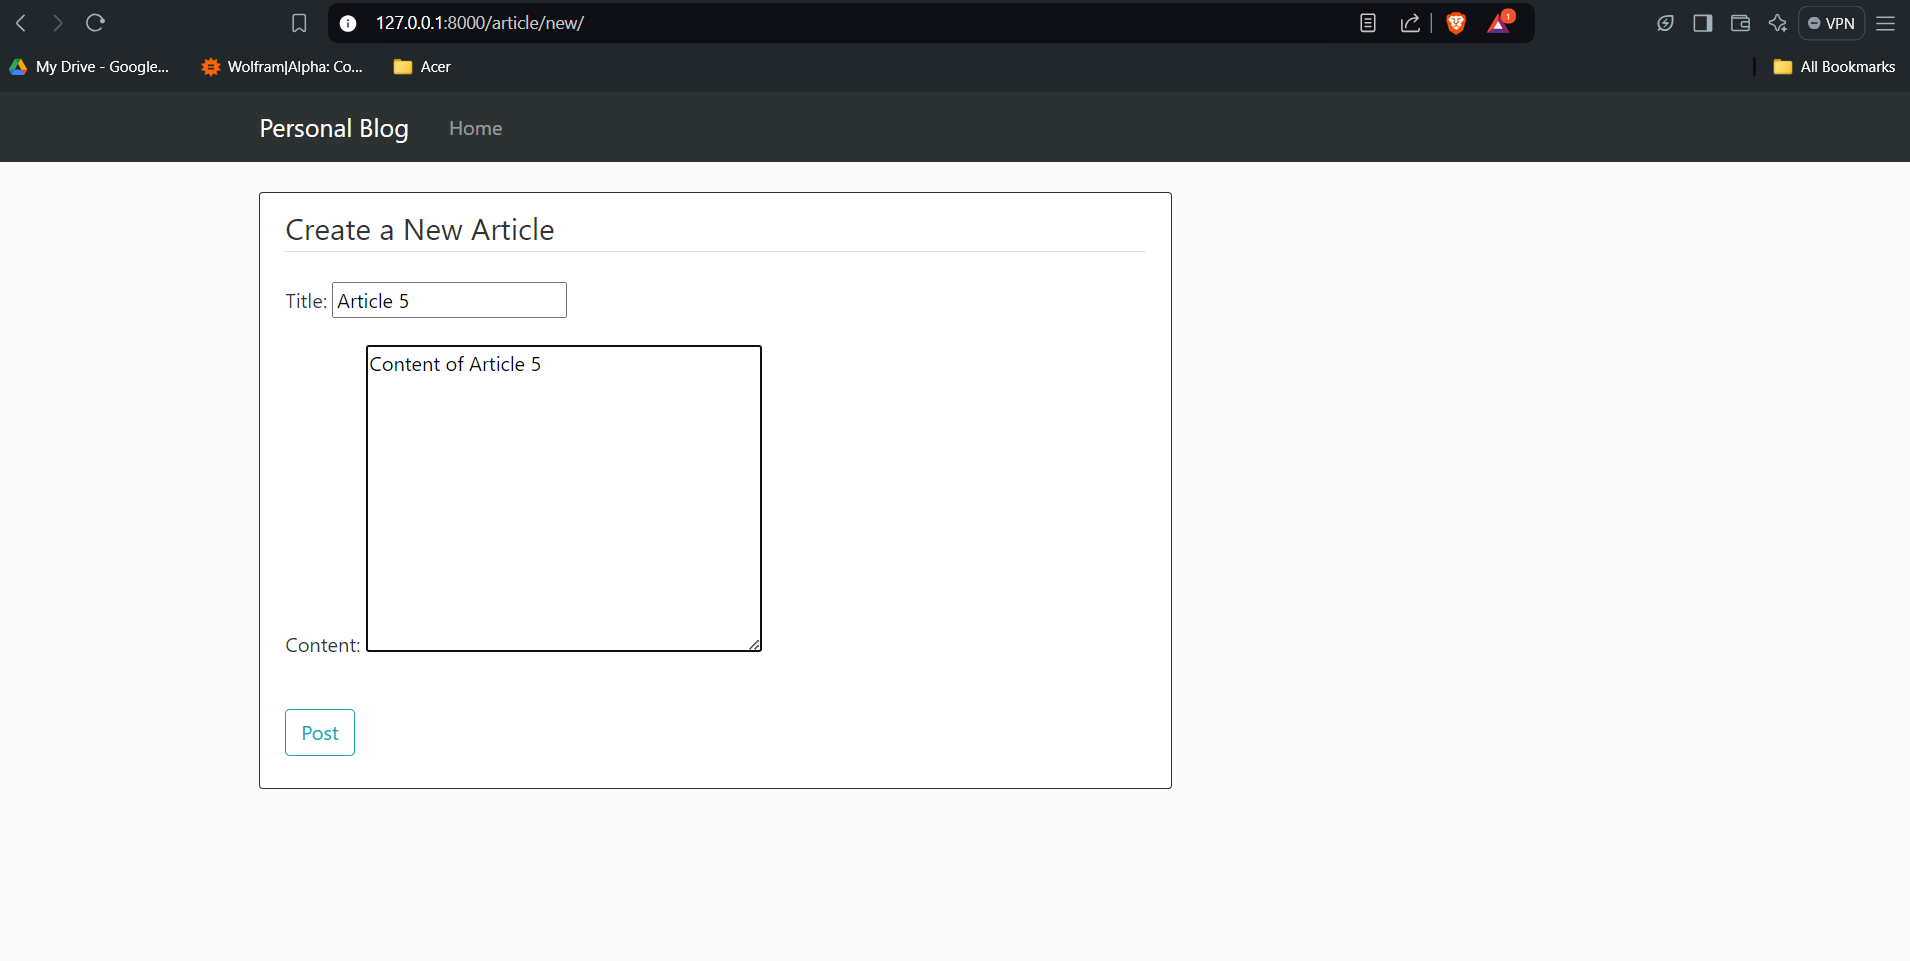 127.0.0.1:8000/article/new/
1
VPN
My Drive - Google...
Wolfram|Alpha: Co...
Acer
All Bookmarks
Personal Blog
Home
Create a New Article
Title: Article 5
Content of Article 5
Content:
Post